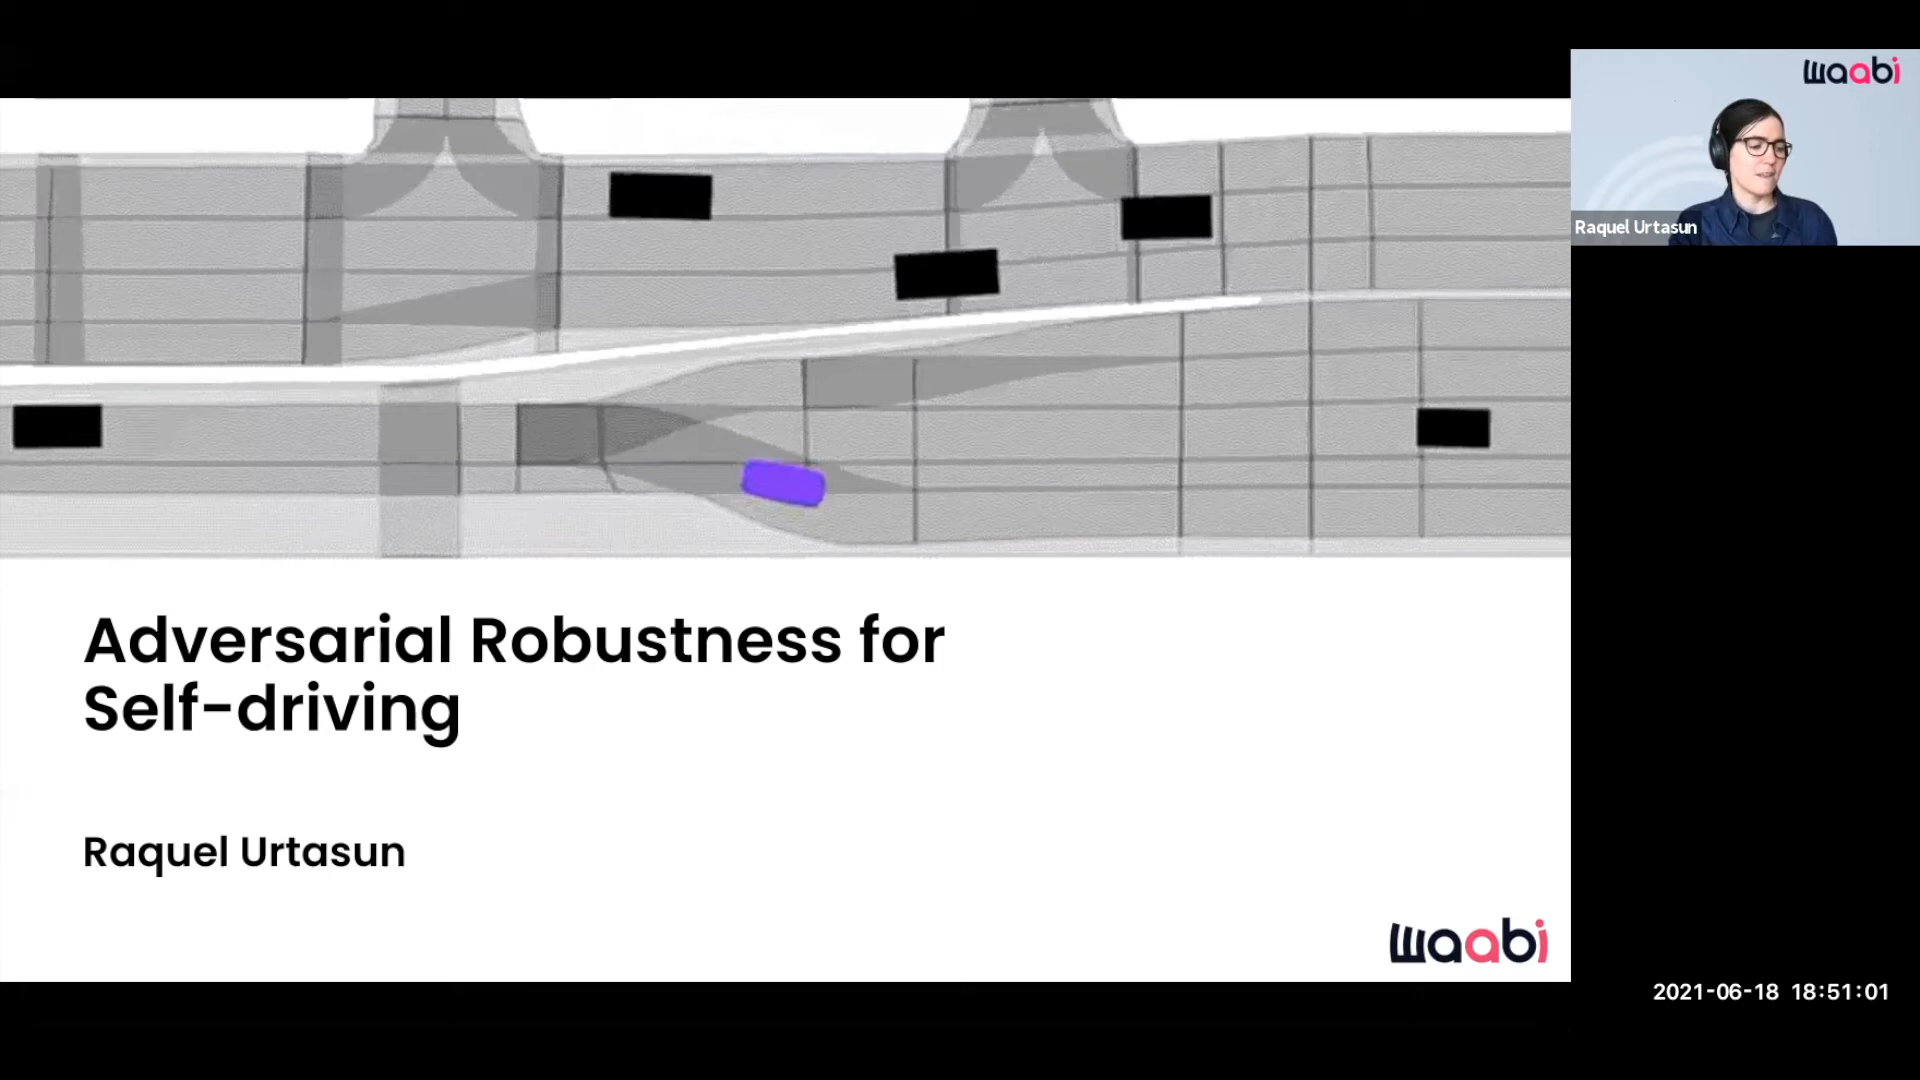 waabi
Raquel Urtasun
Adversarial Robustness for
Self-driving
Raquel Urtasun
waabi
2021-06-18 18:51:01